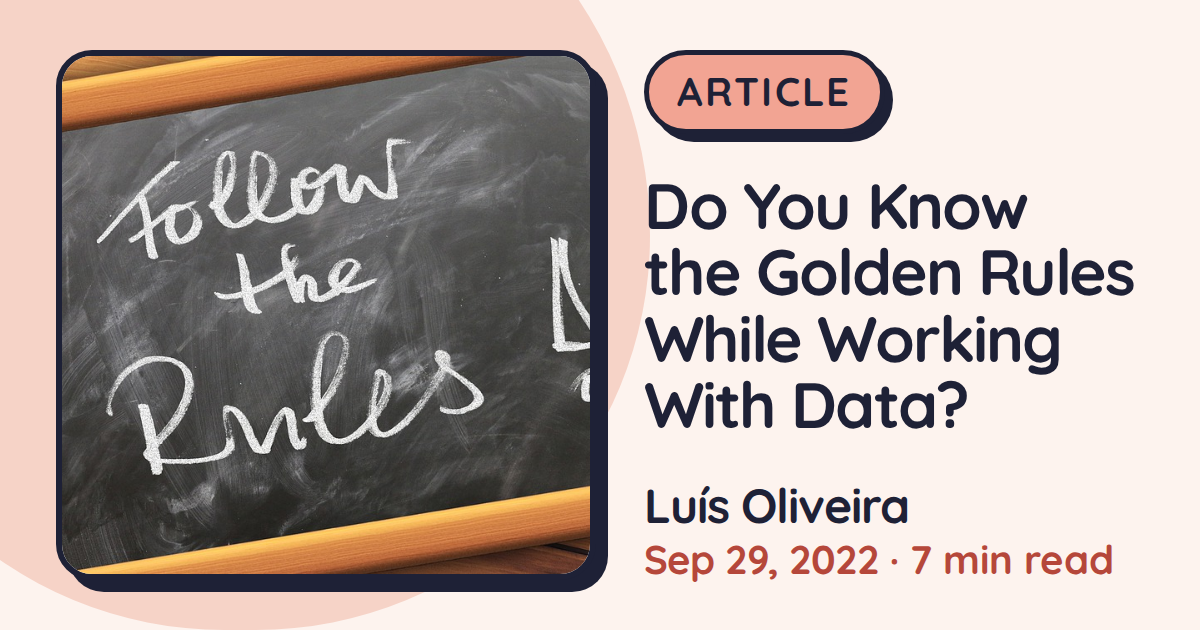 Follow
the
Rules
ARTICLE
Do You Know
the Golden Rules
While Working
With Data?
Luís Oliveira
Sep 29, 2022 · 7 min read